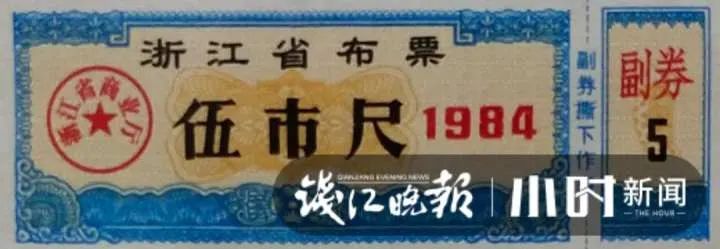 浙江省布票
浙江省商业厅
伍市尺 1984
副券撕下作
副券
5
QIANJIANG EVENING NEWS
钱江晚报
小时新闻
THE HOUR